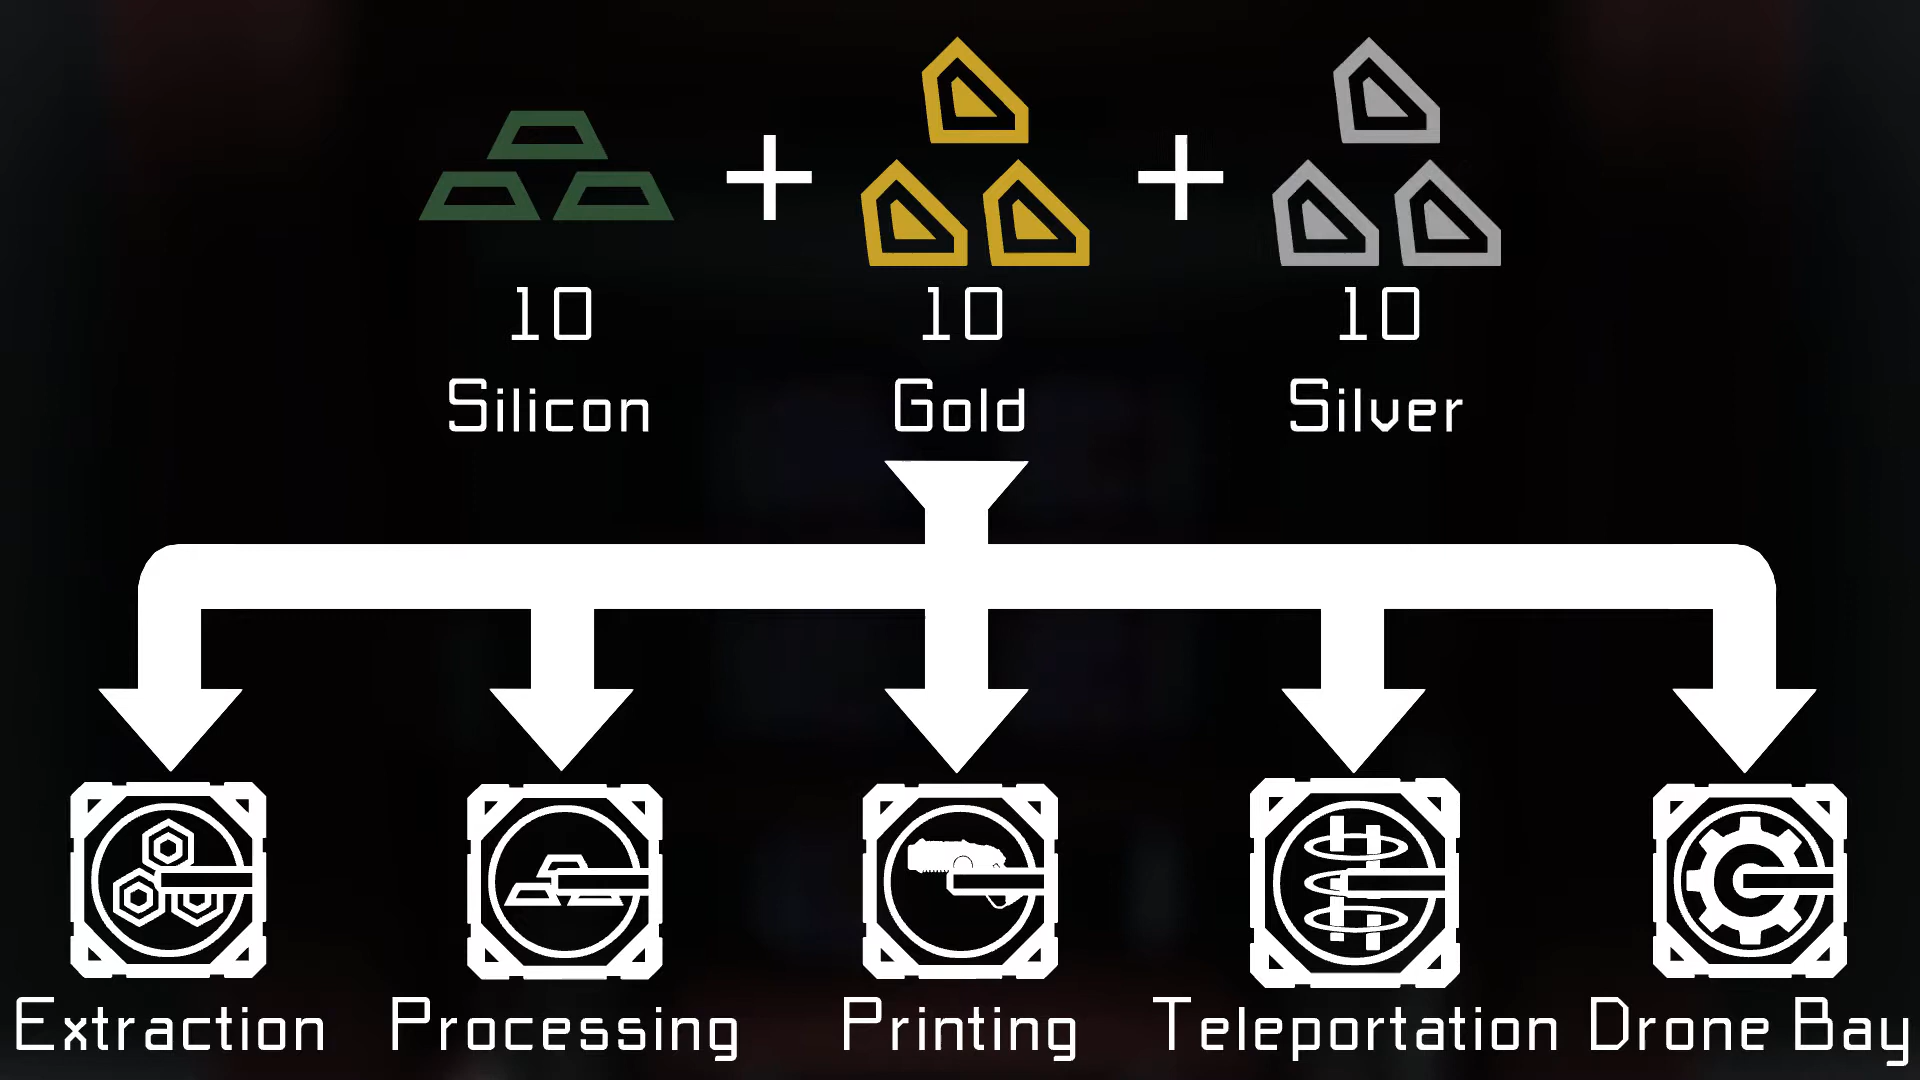 + +
10 10 10
Silicon Gold Silver
Extraction Processing Printing Teleportation Drone Bay